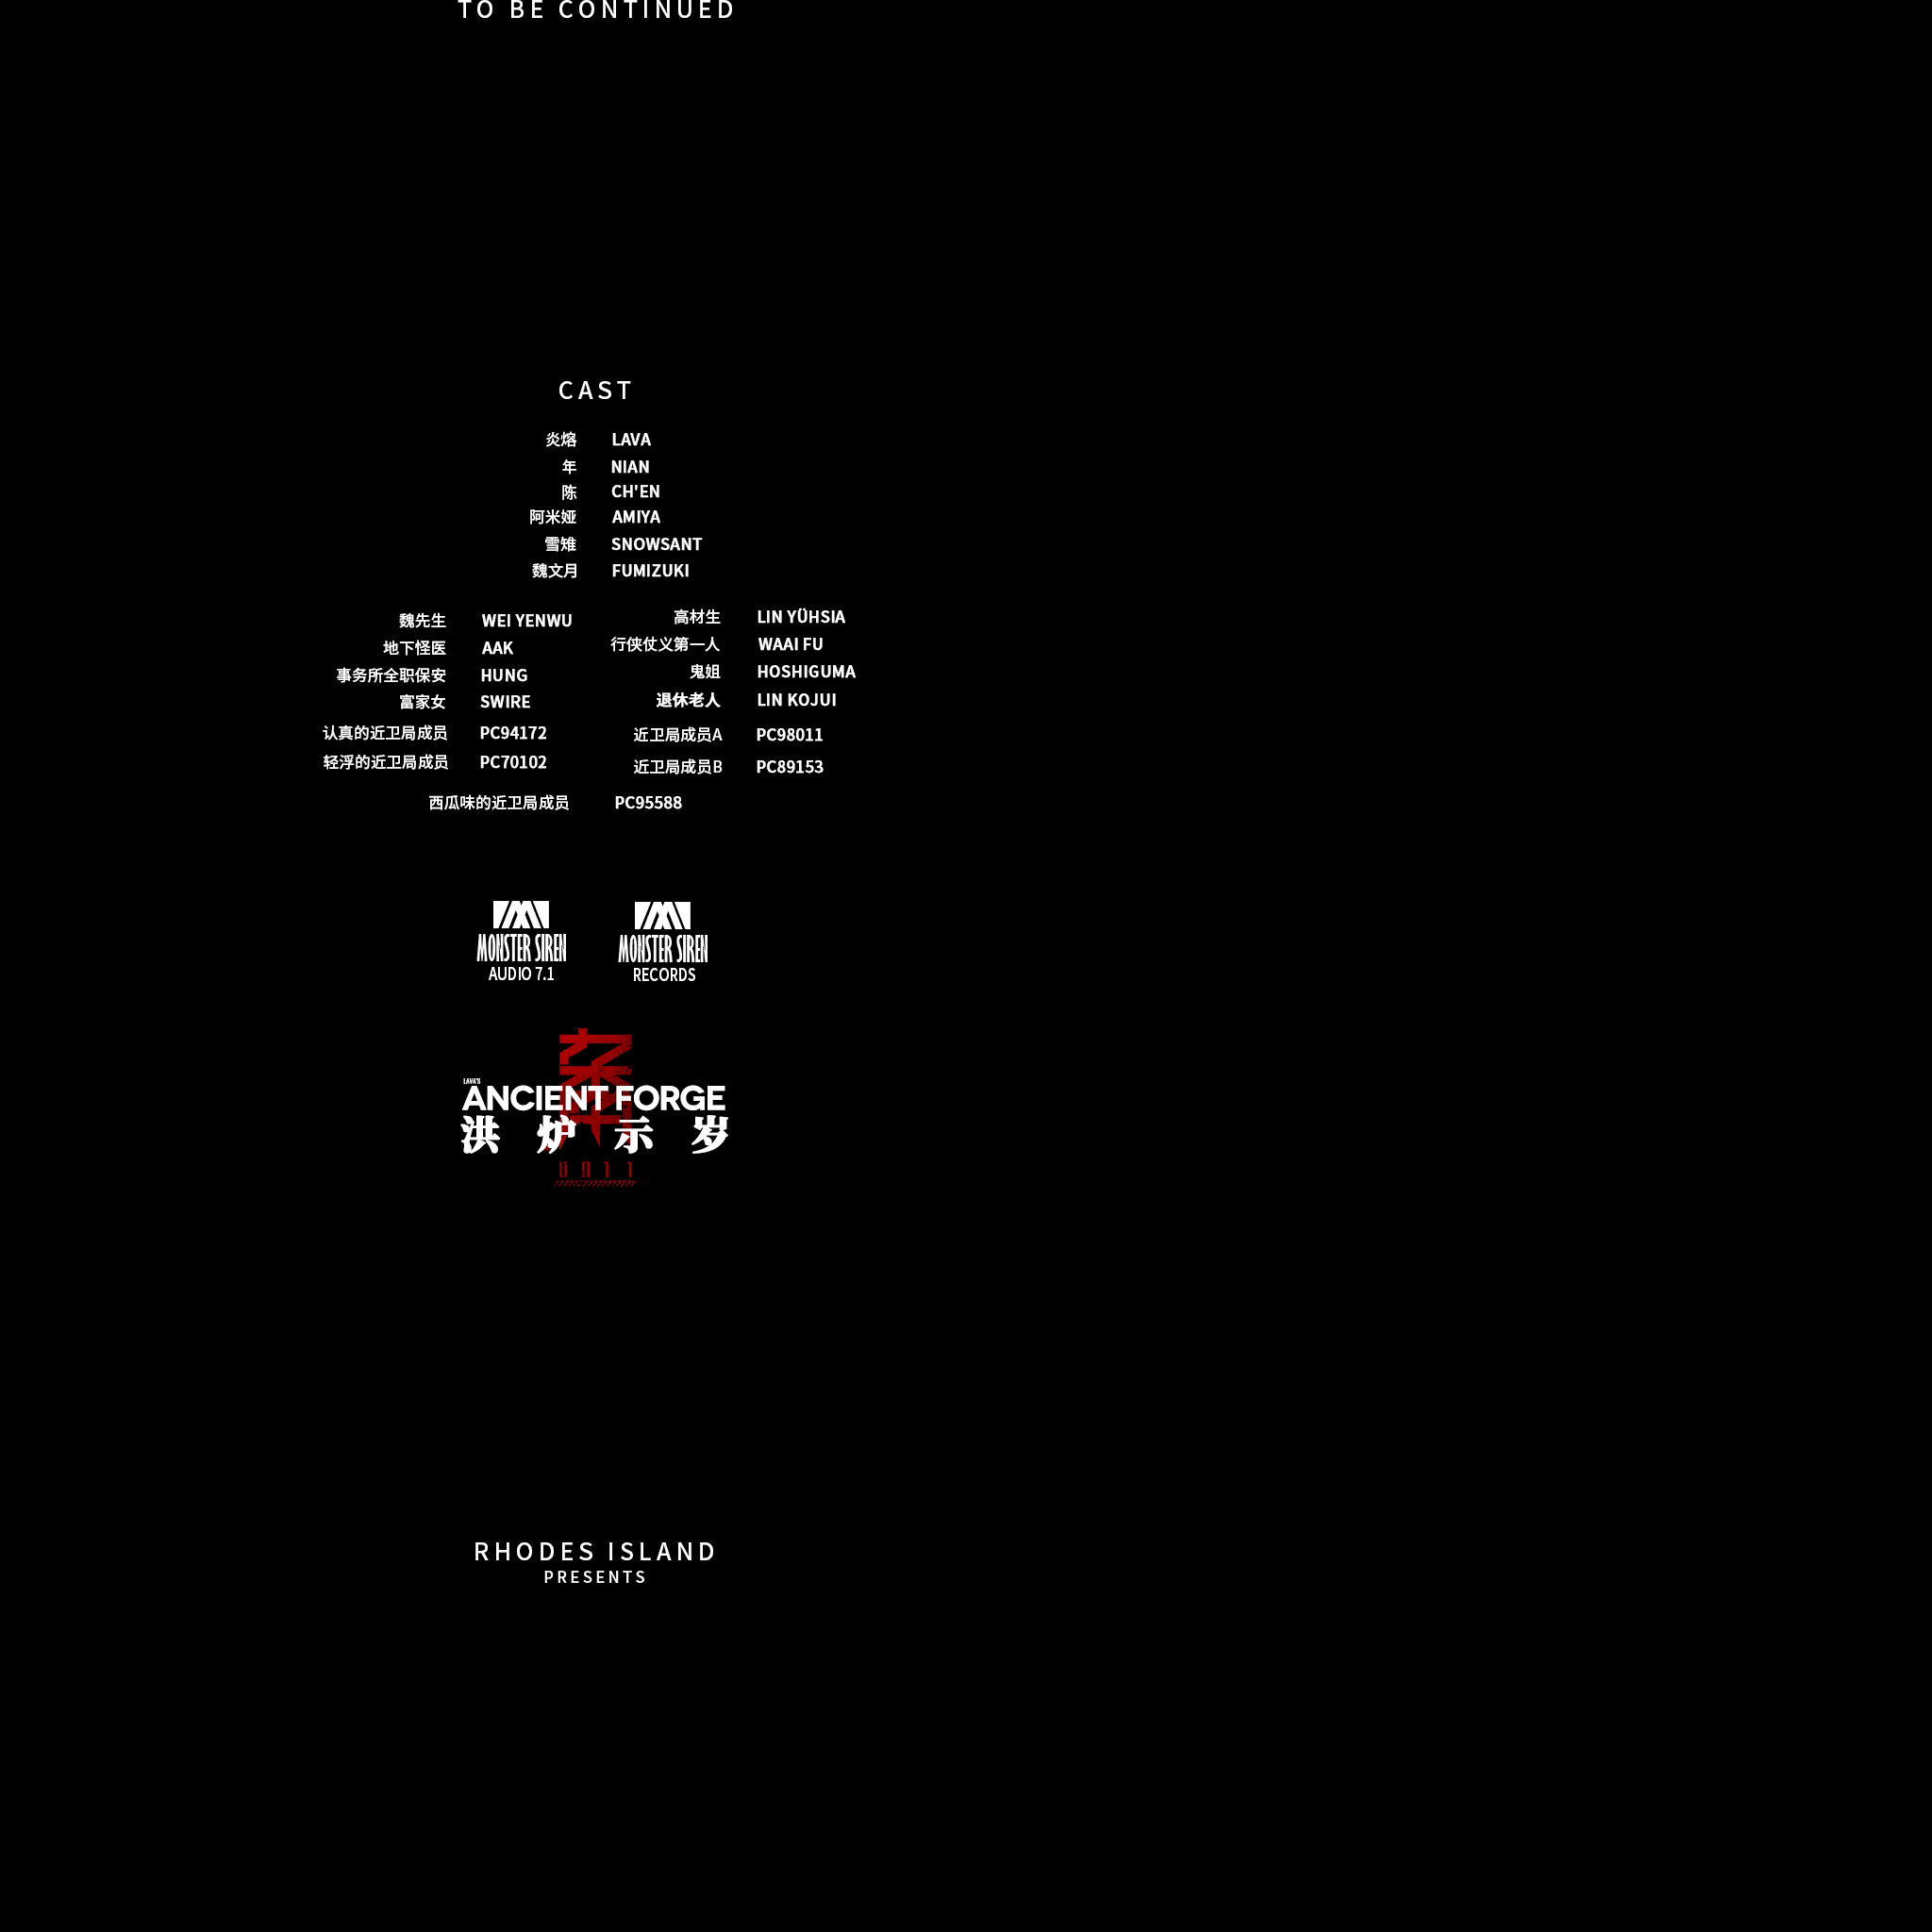 TO BE CONTINUED
CAST
炎熔 LAVA
年 NIAN
陈 CH'EN
阿米娅 AMIYA
雪雉 SNOWSANT
魏文月 FUMIZUKI
魏先生 WEI YENWU
高材生 LIN YÜHSIA
地下怪医 AAK
行侠仗义第一人 WAAI FU
事务所全职保安 HUNG
鬼姐 HOSHIGUMA
富家女 SWIRE
退休老人 LIN KOJUI
认真的近卫局成员 PC94172
近卫局成员A PC98011
轻浮的近卫局成员 PC70102
近卫局成员B PC89153
西瓜味的近卫局成员 PC95588
MONSTER SIREN
AUDIO 7.1
MONSTER SIREN
RECORDS
LAVA'S
ANCIENT FORGE
洪炉示岁
RHODES ISLAND
PRESENTS